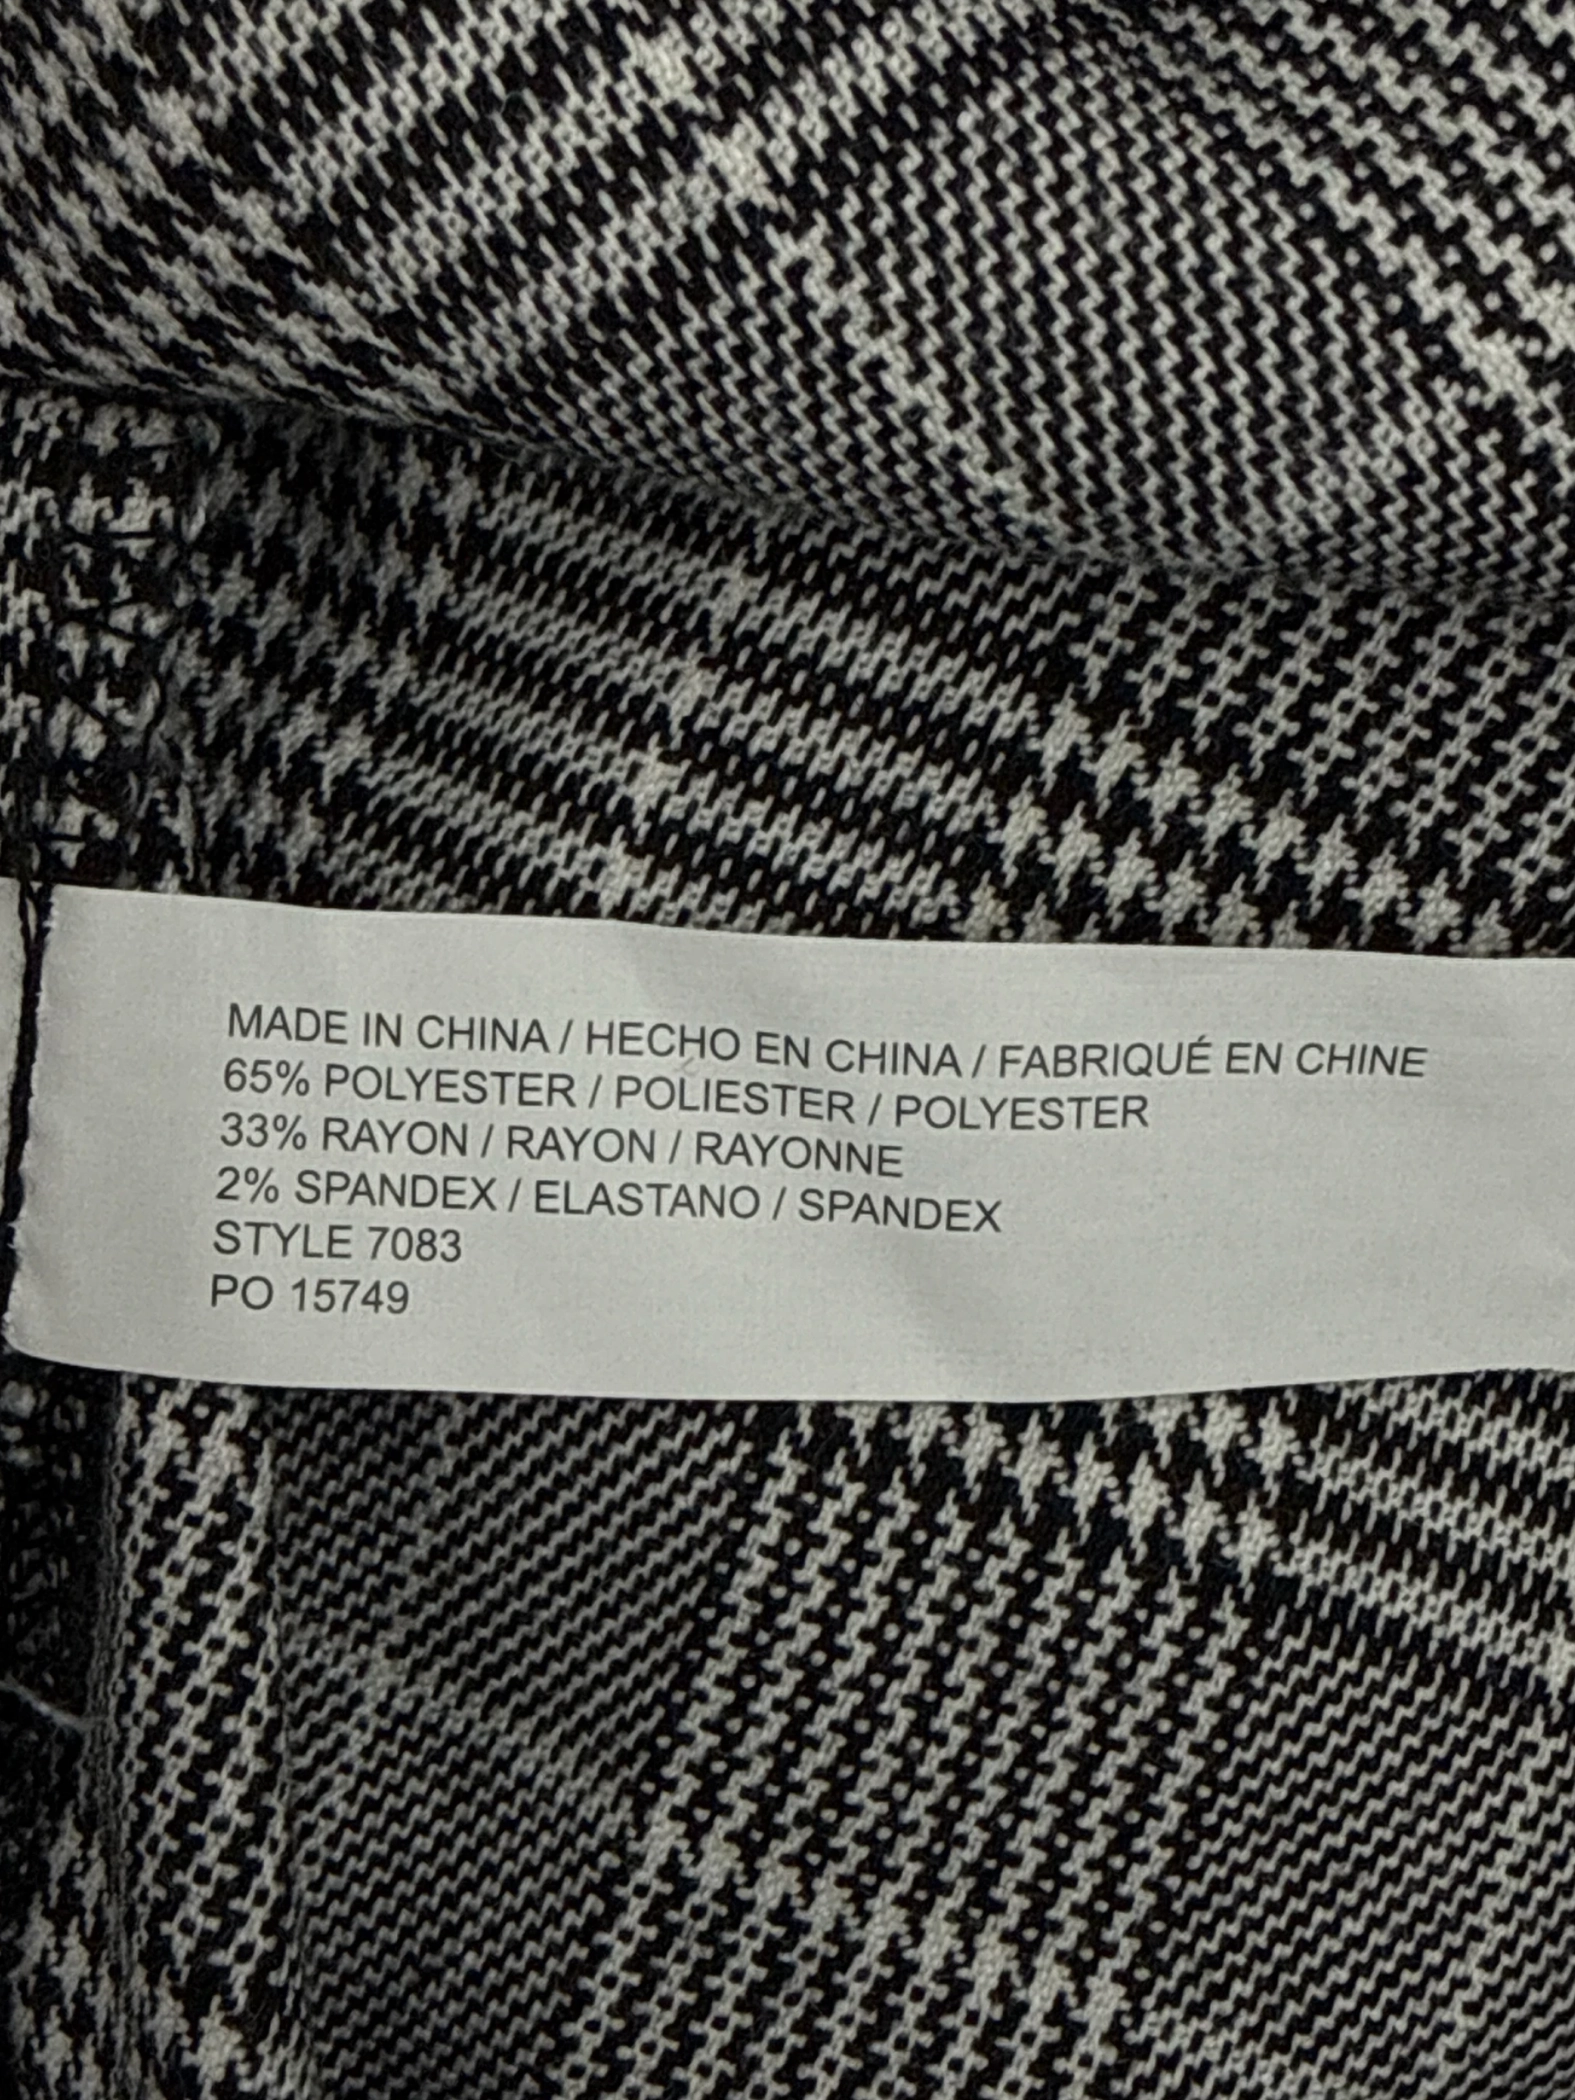 MADE IN CHINA / HECHO EN CHINA / FABRIQUÉ EN CHINE
65% POLYESTER / POLIESTER / POLYESTER
33% RAYON / RAYON / RAYONNE
2% SPANDEX / ELASTANO / SPANDEX
STYLE 7083
PO 15749